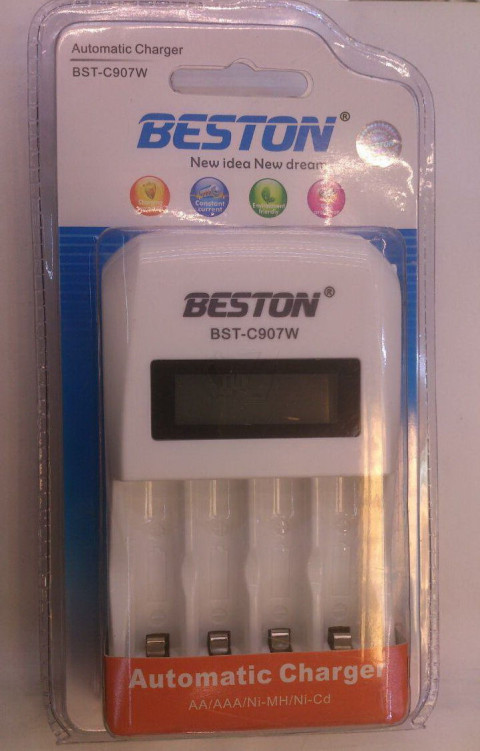 Automatic Charger
BST-C907W
BESTON®
New idea New dream
Constant
current
BESTON®
BST-C907W
Automatic Charger
AA/AAA/Ni-MH/Ni-Cd